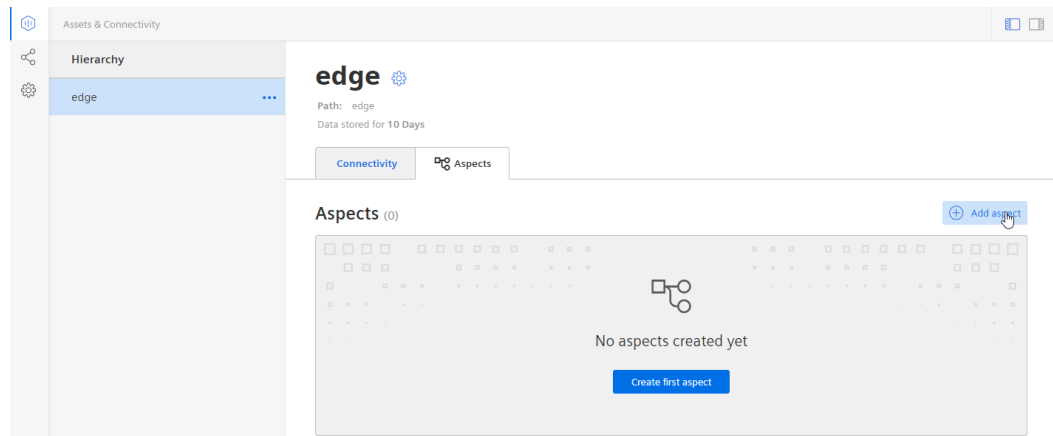 Assets & Connectivity
Hierarchy
edge
edge
Path: edge
Data stored for 10 Days
Connectivity
Aspects
Aspects (0)
Add aspect
No aspects created yet
Create first aspect